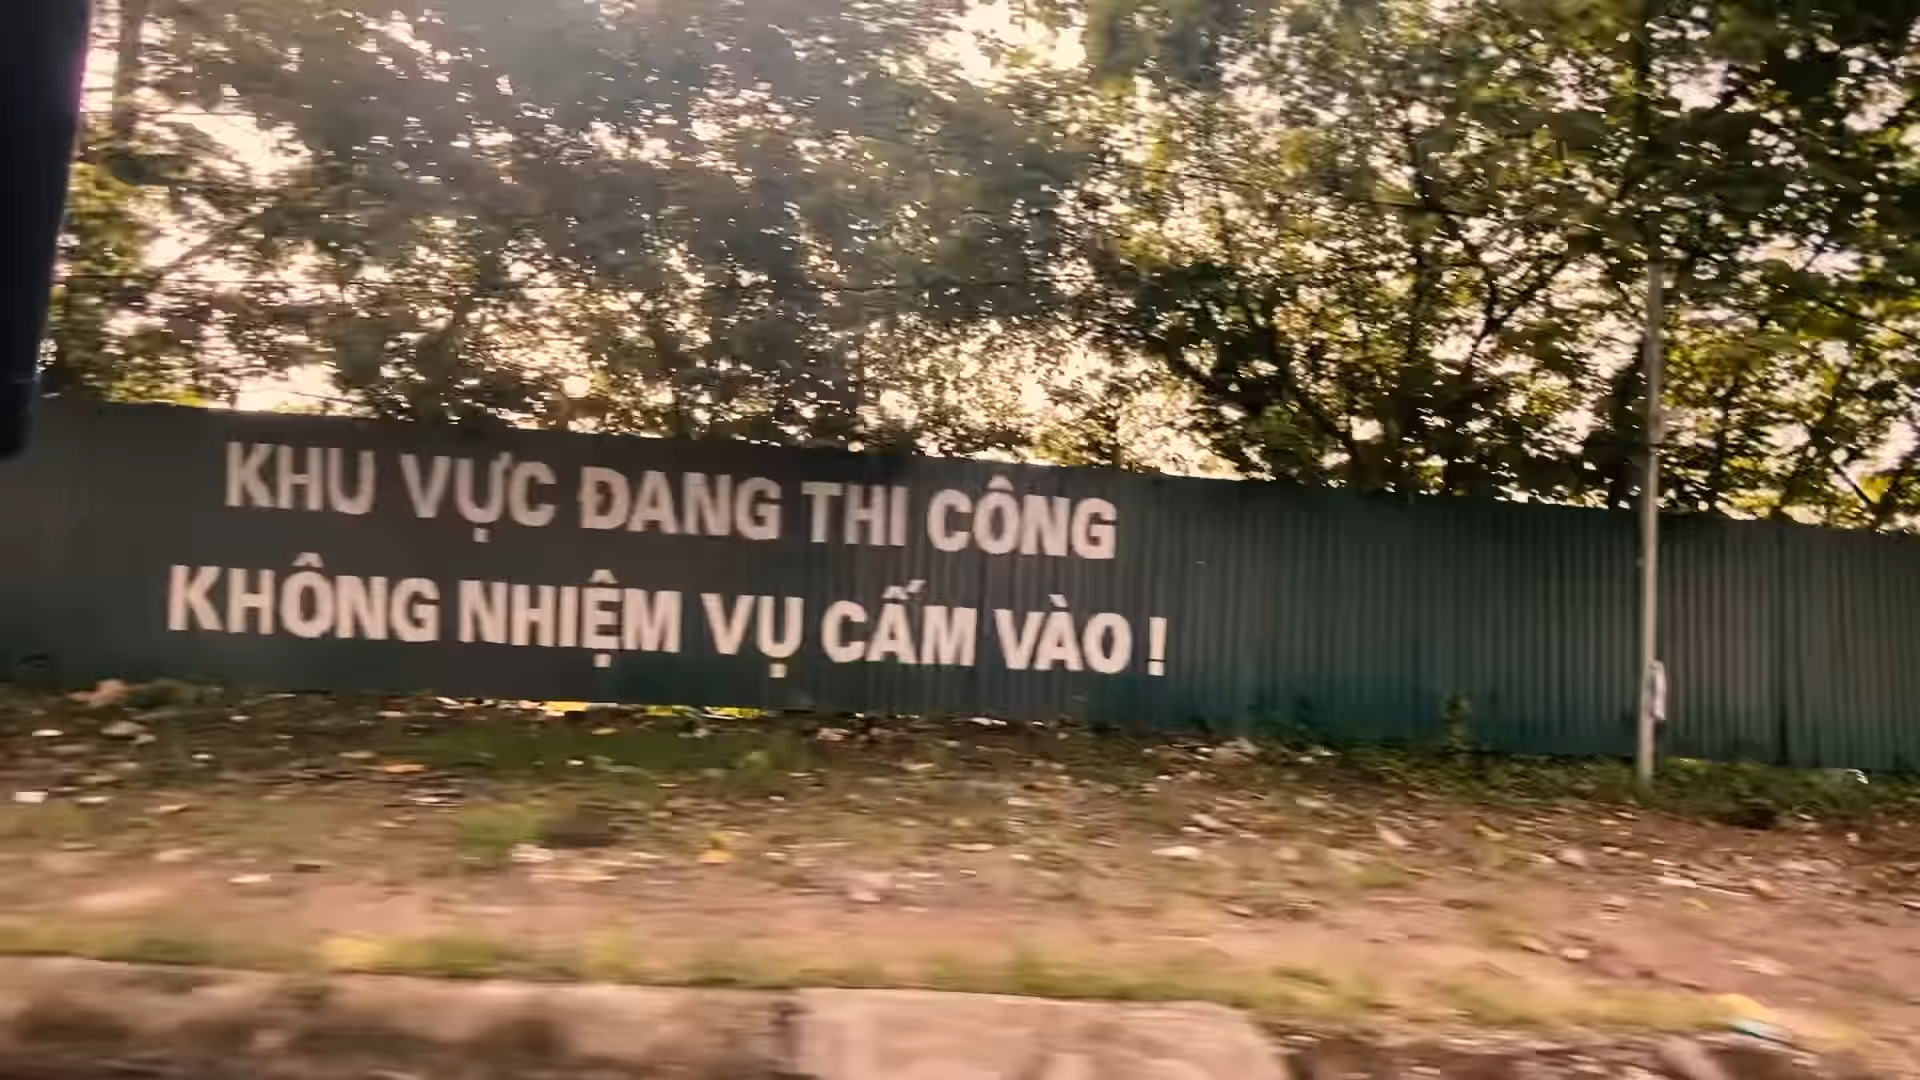 KHU VỰC ĐANG THI CÔNG
KHÔNG NHIỆM VỤ CẤM VÀO !